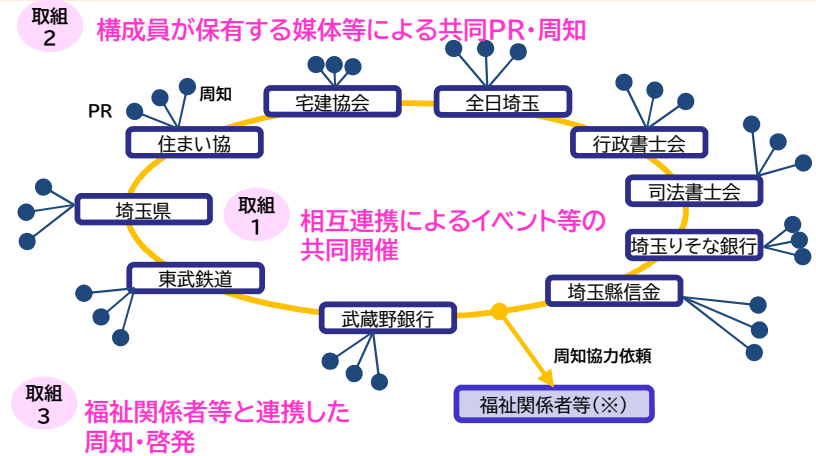 取組
2
構成員が保有する媒体等による共同PR・周知
PR
周知
宅建協会
全日埼玉
住まい協
行政書士会
司法書士会
埼玉県
取組
1
相互連携によるイベント等の
共同開催
埼玉りそな銀行
東武鉄道
埼玉縣信金
武蔵野銀行
周知協力依頼
取組
3
福祉関係者等と連携した
周知・啓発
福祉関係者等(※)